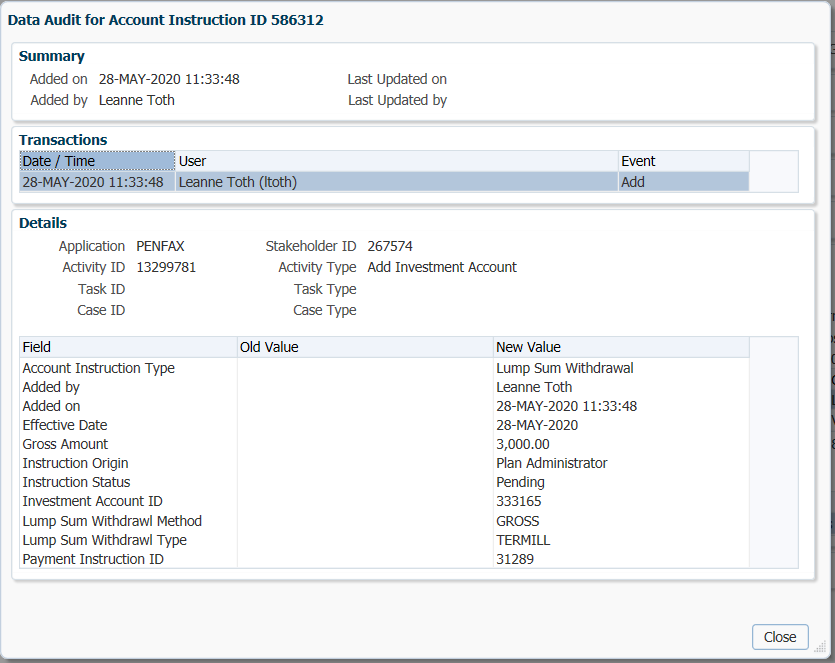 Data Audit for Account Instruction ID 586312
Summary
Added on 28-MAY-2020 11:33:48 Last Updated on
Added by Leanne Toth Last Updated by
Transactions
Date / Time User Event
28-MAY-2020 11:33:48 Leanne Toth (ltoth) Add
Details
Application PENFAX Stakeholder ID 267574
Activity ID 13299781 Activity Type Add Investment Account
Task ID Task Type
Case ID Case Type
Field Old Value New Value
Account Instruction Type Lump Sum Withdrawal
Added by Leanne Toth
Added on 28-MAY-2020 11:33:48
Effective Date 28-MAY-2020
Gross Amount 3,000.00
Instruction Origin Plan Administrator
Instruction Status Pending
Investment Account ID 333165
Lump Sum Withdrawl Method GROSS
Lump Sum Withdrawl Type TERMILL
Payment Instruction ID 31289
Close